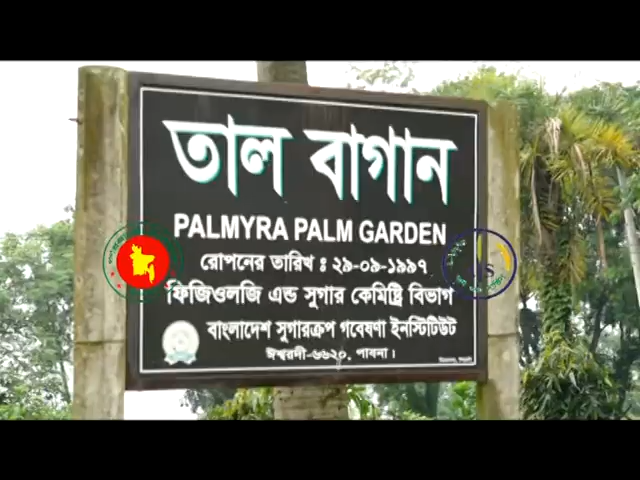 তাল বাগান
PALMYRA PALM GARDEN
রোপনের তারিখ : ২৯-০৯-১৯৯৭
ফিজিওলজি এন্ড সুগার কেমিষ্ট্রি বিভাগ
বাংলাদেশ সুগারক্রপ গবেষণা ইনস্টিটিউট
ঈশ্বরদী-৬৬২০, পাবনা।